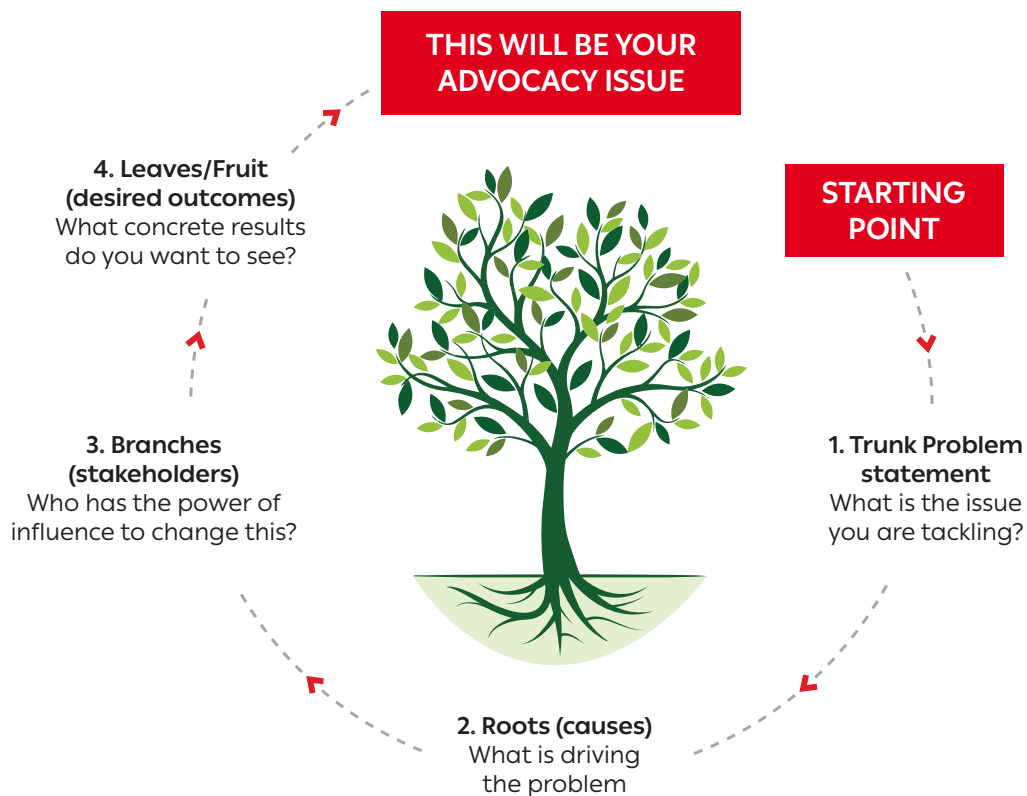 THIS WILL BE YOUR
ADVOCACY ISSUE
STARTING
POINT
1. Trunk Problem
statement
What is the issue
you are tackling?
2. Roots (causes)
What is driving
the problem
3. Branches
(stakeholders)
Who has the power of
influence to change this?
4. Leaves/Fruit
(desired outcomes)
What concrete results
do you want to see?